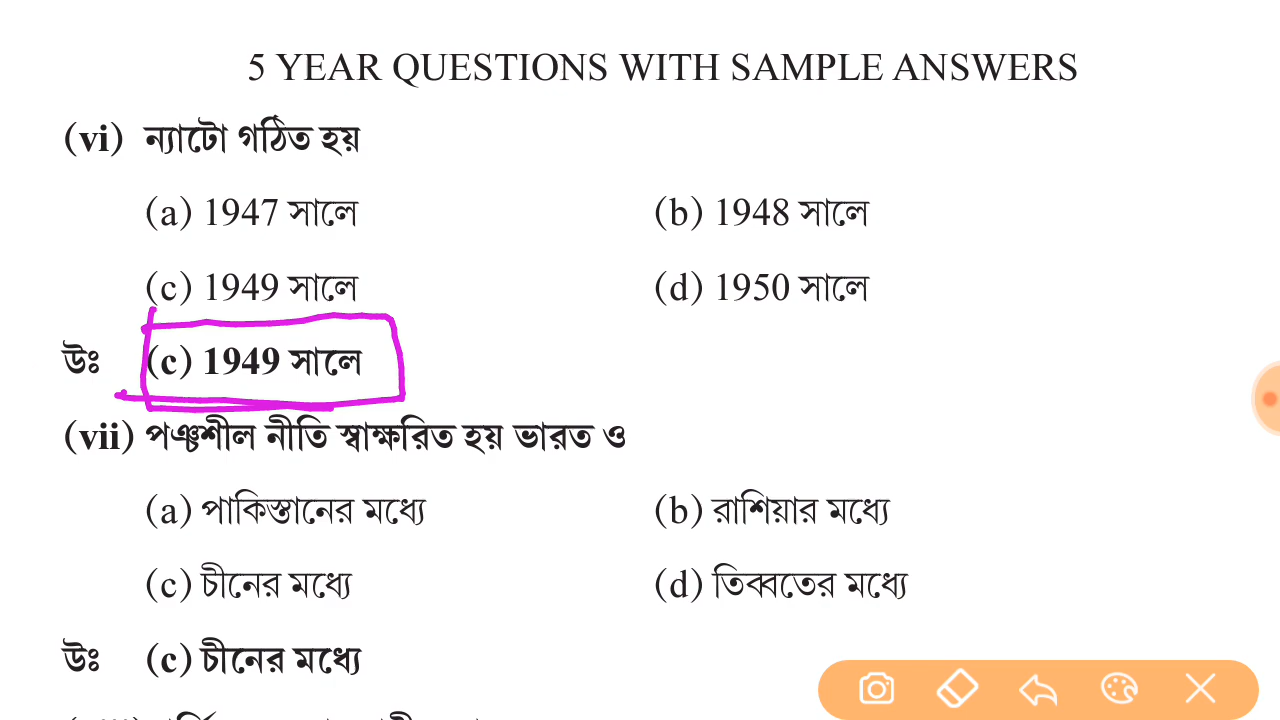 5 YEAR QUESTIONS WITH SAMPLE ANSWERS
(vi) ন্যাটো গঠিত হয়
(a) 1947 সালে (b) 1948 সালে
(c) 1949 সালে (d) 1950 সালে
উঃ (c) 1949 সালে
(vii) পঞ্চশীল নীতি স্বাক্ষরিত হয় ভারত ও
(a) পাকিস্তানের মধ্যে (b) রাশিয়ার মধ্যে
(c) চীনের মধ্যে (d) তিব্বতের মধ্যে
উঃ (c) চীনের মধ্যে